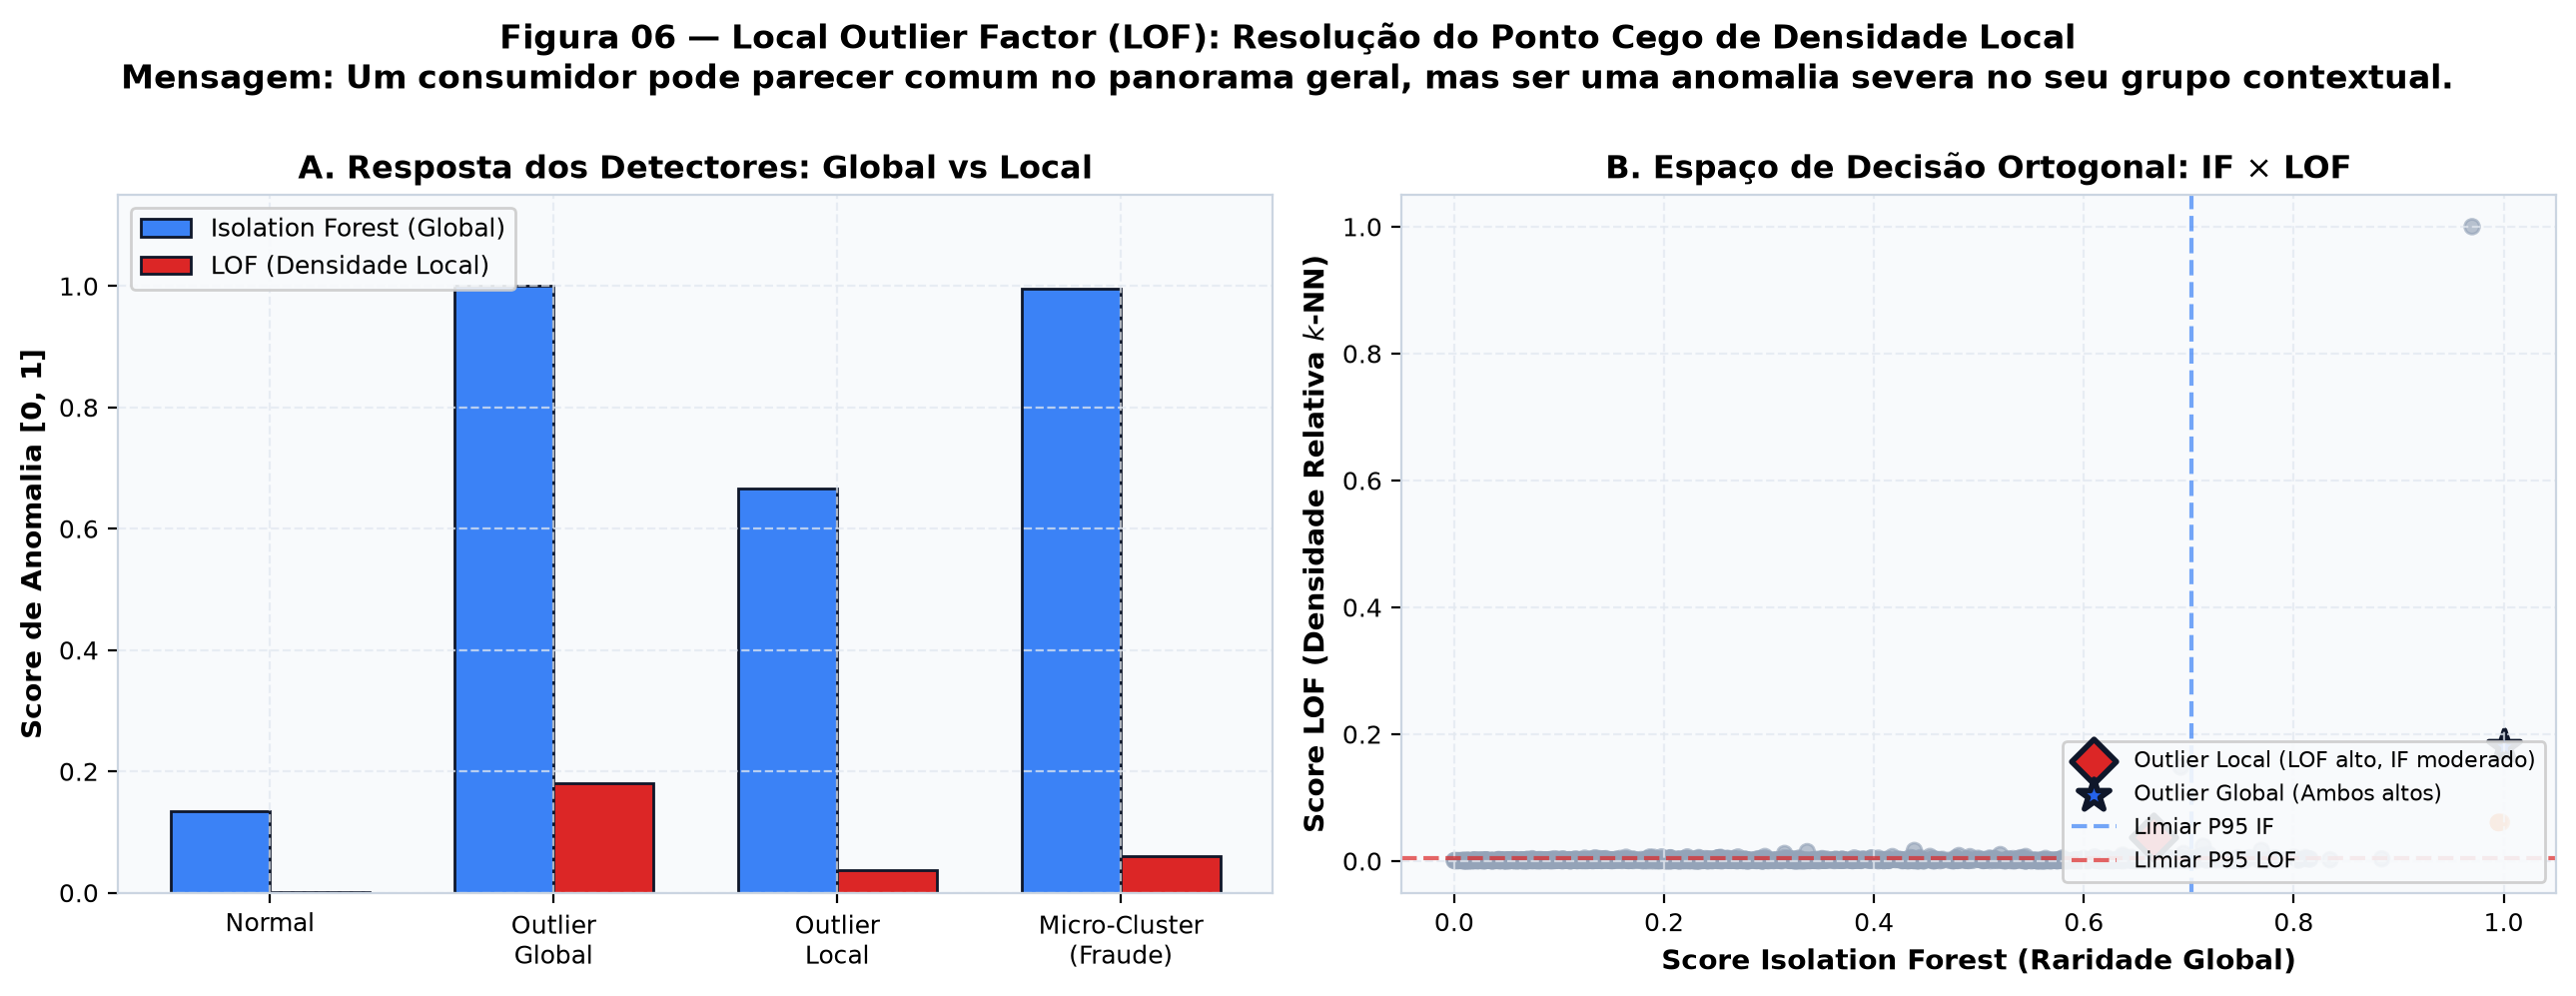 Figura 06 — Local Outlier Factor (LOF): Resolução do Ponto Cego de Densidade Local
Mensagem: Um consumidor pode parecer comum no panorama geral, mas ser uma anomalia severa no seu grupo contextual.
A. Resposta dos Detectores: Global vs Local
Isolation Forest (Global)
LOF (Densidade Local)
Score de Anomalia [0, 1]
1.0
0.8
0.6
0.4
0.2
0.0
Normal
Outlier
Global
Outlier
Local
Micro-Cluster
(Fraude)
B. Espaço de Decisão Ortogonal: IF × LOF
Score LOF (Densidade Relativa k-NN)
1.0
0.8
0.6
0.4
0.2
0.0
Outlier Local (LOF alto, IF moderado)
Outlier Global (Ambos altos)
Limiar P95 IF
Limiar P95 LOF
0.0 0.2 0.4 0.6 0.8 1.0
Score Isolation Forest (Raridade Global)